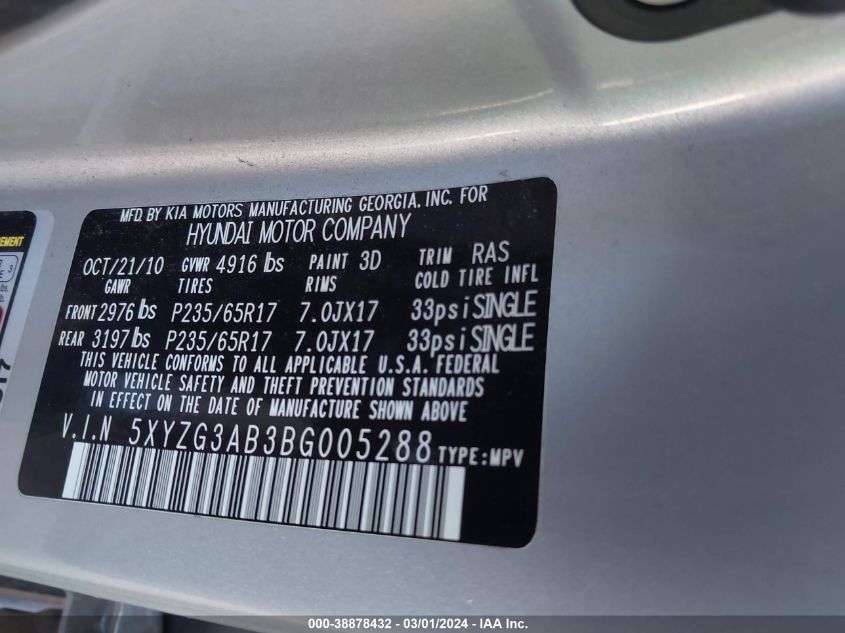 MFD. BY KIA MOTORS MANUFACTURING GEORGIA. INC. FOR
HYUNDAI MOTOR COMPANY
OCT/21/10 GVWR 4916 lbs PAINT 3D TRIM RAS
GAWR TIRES RIMS COLD TIRE INFL
FRONT 2976 lbs P235/65R17 7.0JX17 33psi SINGLE
REAR 3197 lbs P235/65R17 7.0JX17 33psi SINGLE
THIS VEHICLE CONFORMS TO ALL APPLICABLE U.S.A. FEDERAL
MOTOR VEHICLE SAFETY AND THEFT PREVENTION STANDARDS
IN EFFECT ON THE DATE OF MANUFACTURE SHOWN ABOVE
V.I.N 5XYZG3AB3BG005288 TYPE:MPV
000-38878432 - 03/01/2024 - IAA Inc.